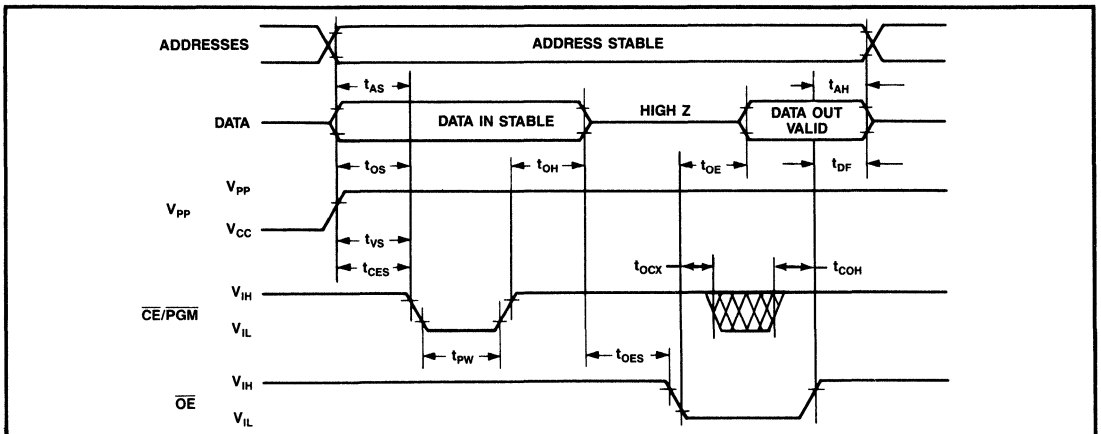 ADDRESSES
ADDRESS STABLE
tAS
tAH
DATA
DATA IN STABLE
HIGH Z
DATA OUT
VALID
tOS
tOH
tOE
tDF
VPP
VPP
VCC
tVS
tCES
tOCX
tCOH
VIH
CE/PGM
VIL
tPW
tOES
VIH
OE
VIL